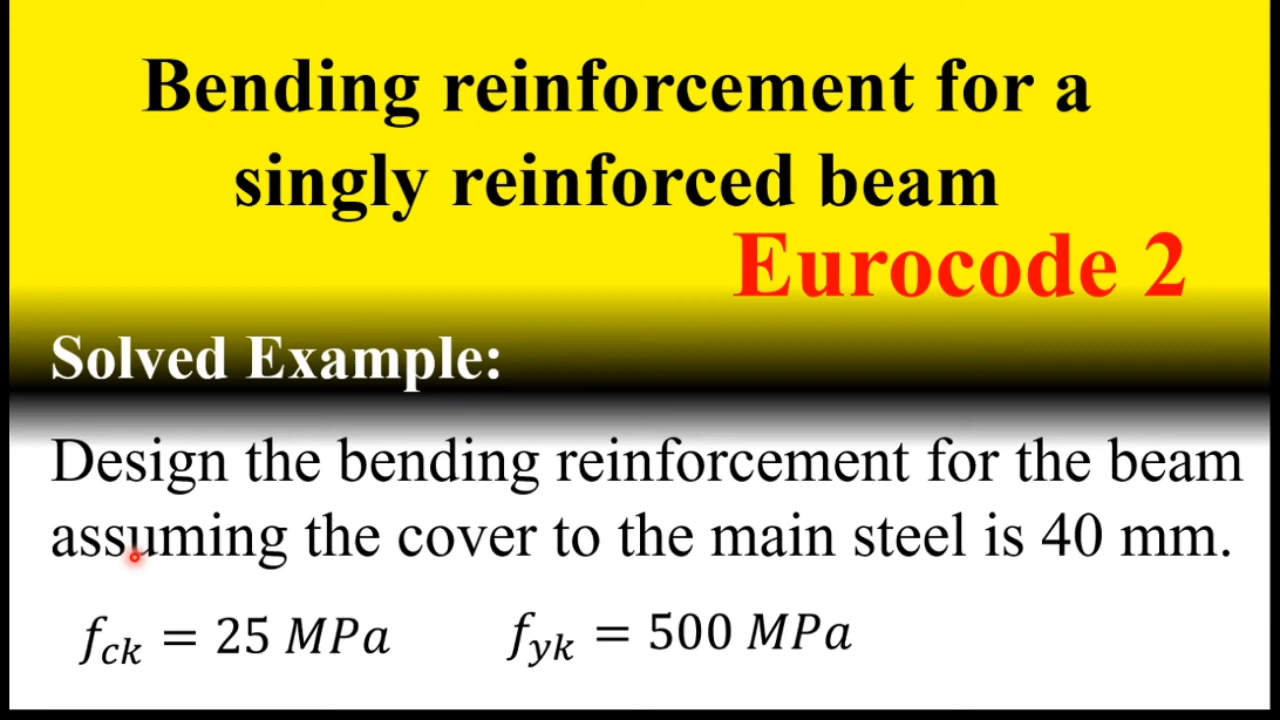 Bending reinforcement for a
singly reinforced beam
Eurocode 2
Solved Example:
Design the bending reinforcement for the beam
assuming the cover to the main steel is 40 mm.
f_ck = 25 MPa f_yk = 500 MPa